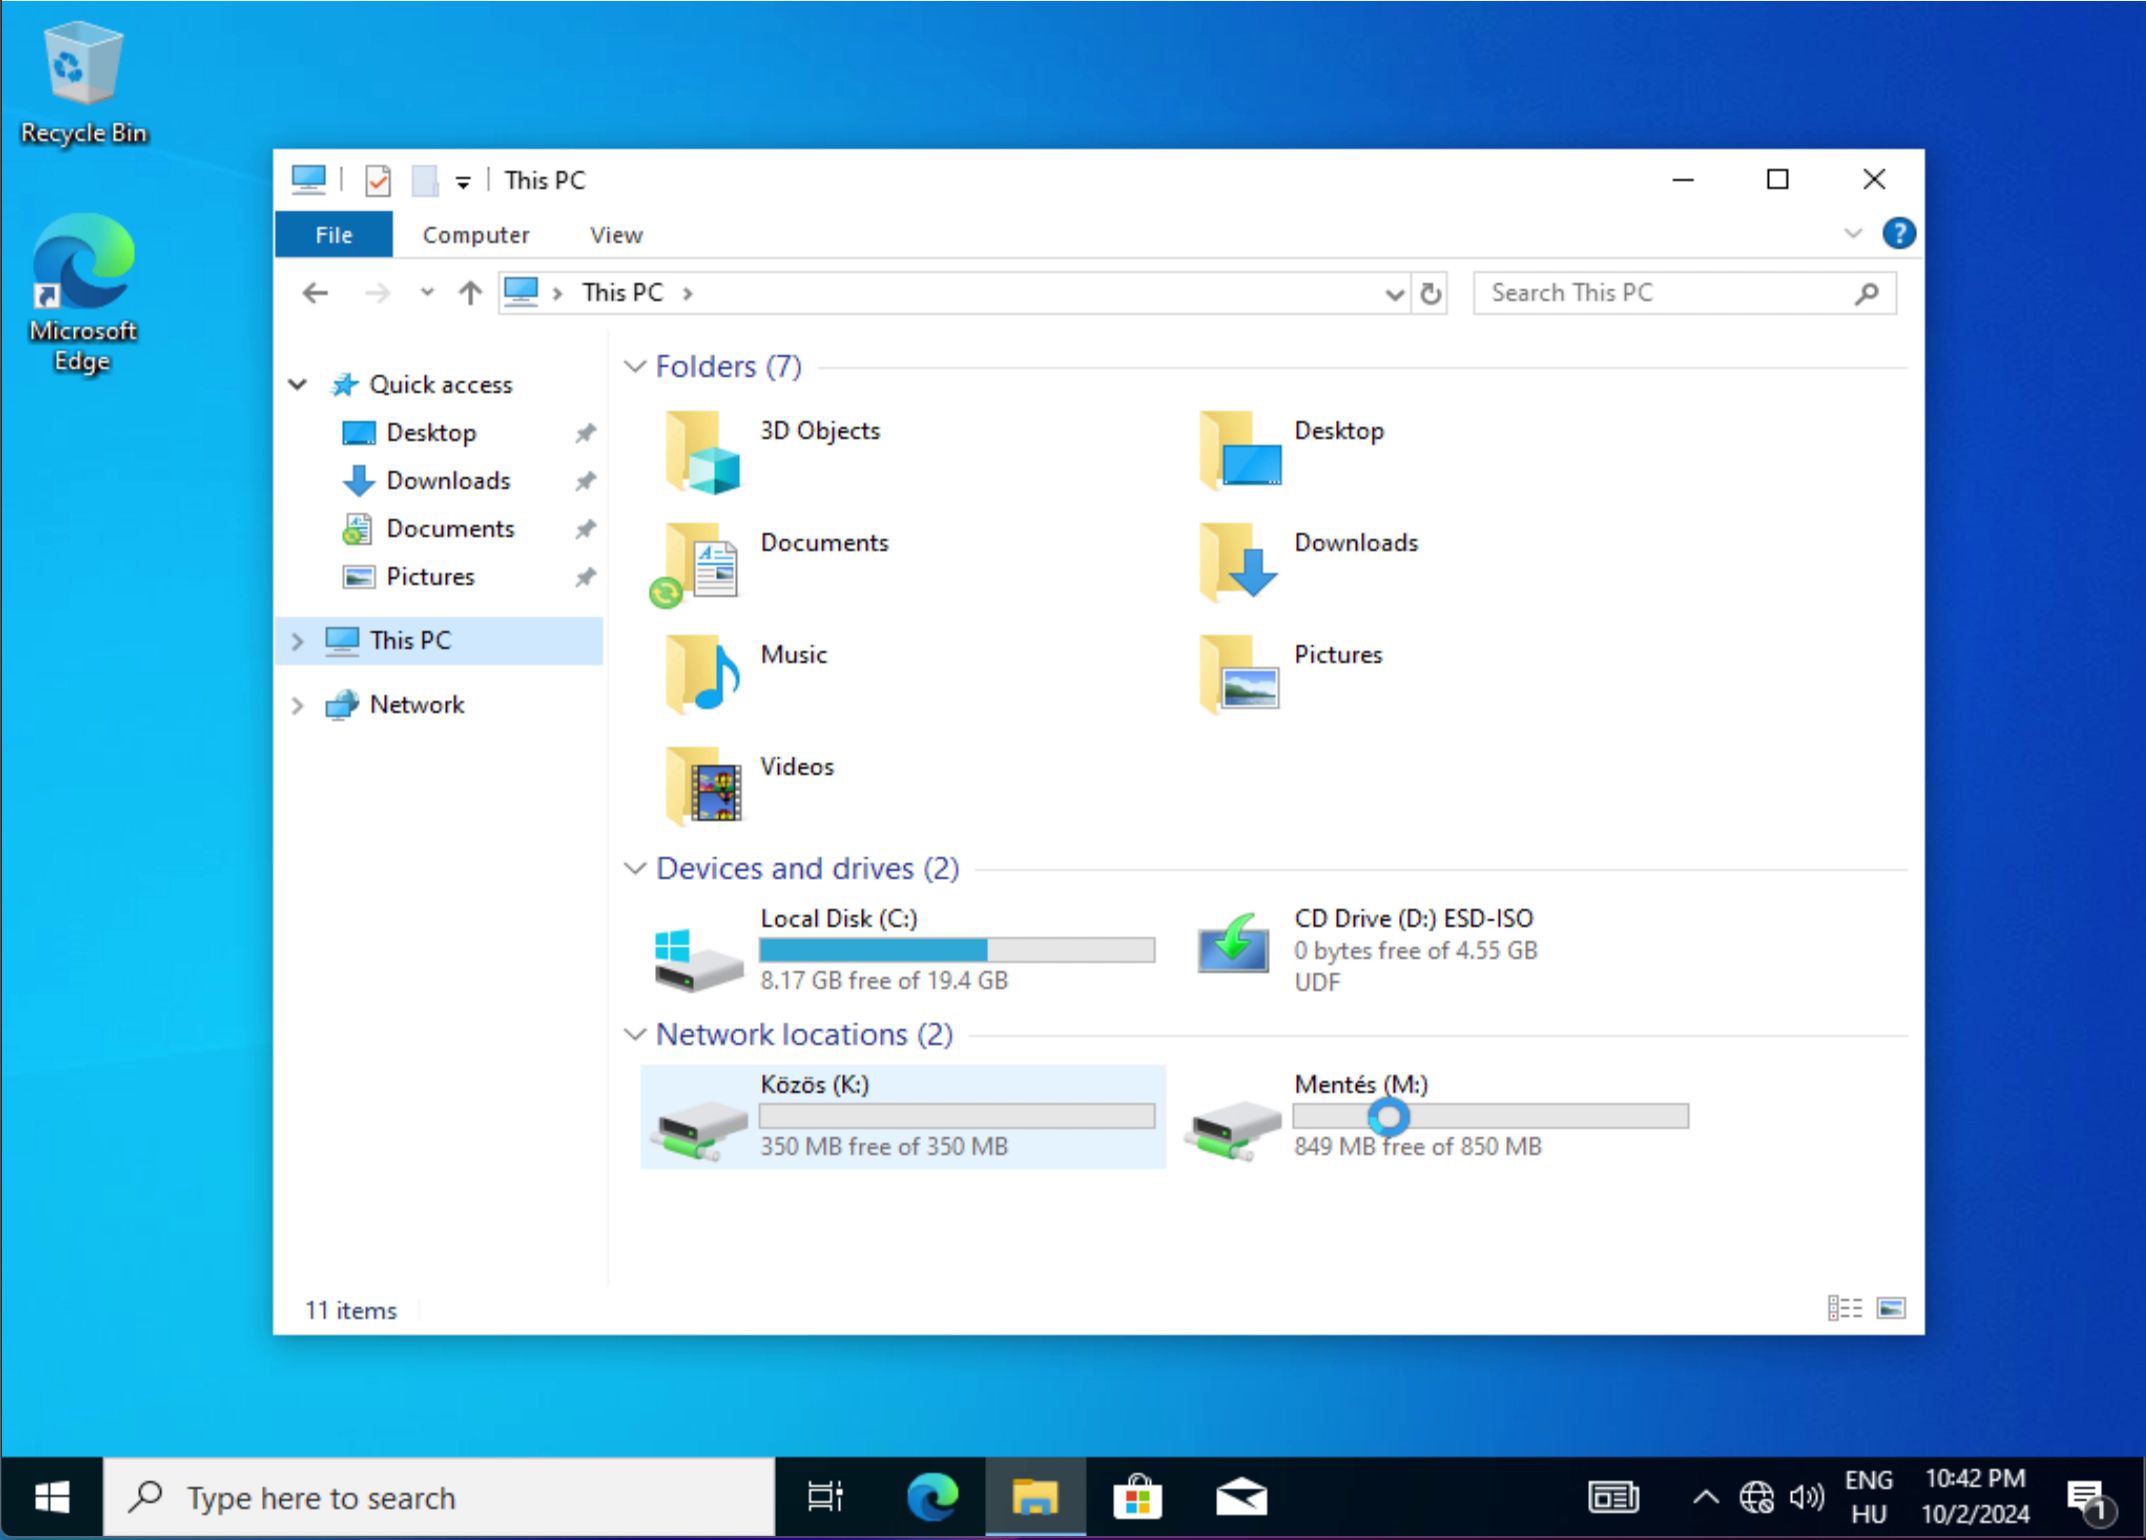 Recycle Bin
Microsoft
Edge
This PC
File
Computer
View
This PC
Search This PC
Quick access
Desktop
Downloads
Documents
Pictures
This PC
Network
Folders (7)
3D Objects
Desktop
Documents
Downloads
Music
Pictures
Videos
Devices and drives (2)
Local Disk (C:)
8.17 GB free of 19.4 GB
CD Drive (D:) ESD-ISO
0 bytes free of 4.55 GB
UDF
Network locations (2)
Közös (K:)
350 MB free of 350 MB
Mentés (M:)
849 MB free of 850 MB
11 items
Type here to search
ENG
HU
10:42 PM
10/2/2024
1